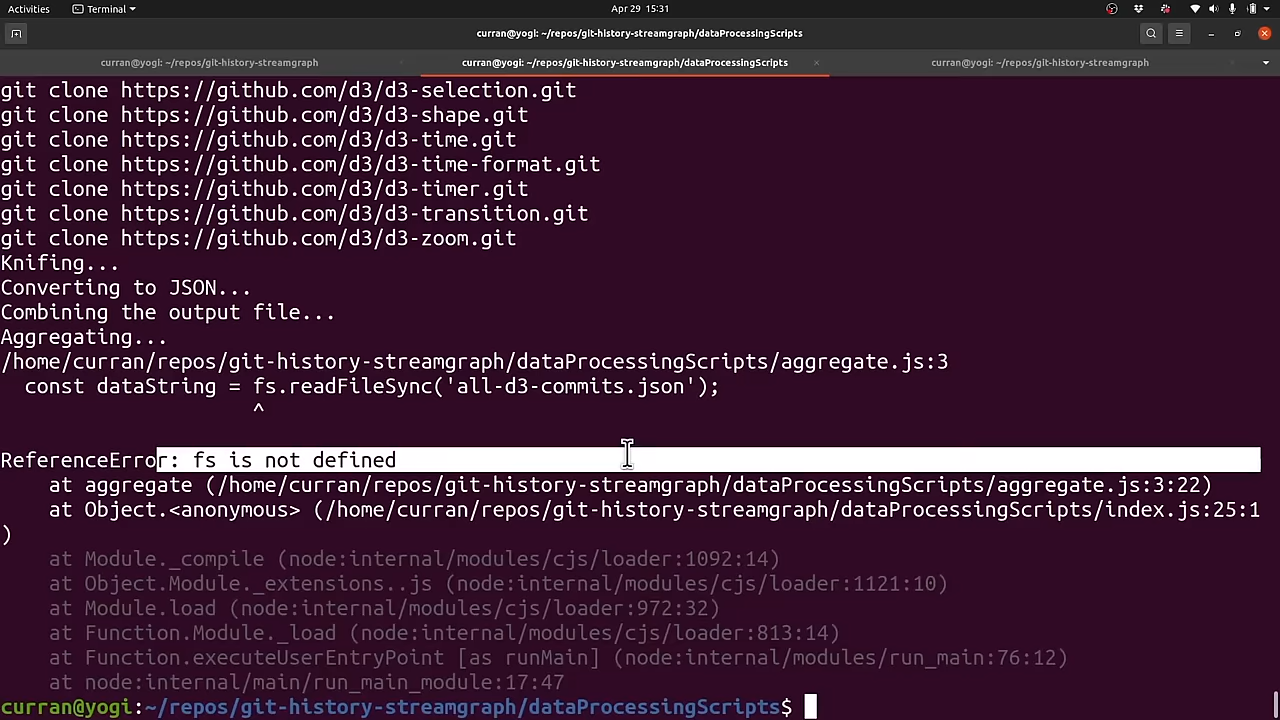 Activities
Terminal
Apr 29 15:31
curran@yogi: ~/repos/git-history-streamgraph/dataProcessingScripts
curran@yogi: ~/repos/git-history-streamgraph
curran@yogi: ~/repos/git-history-streamgraph/dataProcessingScripts
curran@yogi: ~/repos/git-history-streamgraph
git clone https://github.com/d3/d3-selection.git
git clone https://github.com/d3/d3-shape.git
git clone https://github.com/d3/d3-time.git
git clone https://github.com/d3/d3-time-format.git
git clone https://github.com/d3/d3-timer.git
git clone https://github.com/d3/d3-transition.git
git clone https://github.com/d3/d3-zoom.git
Knifing...
Converting to JSON...
Combining the output file...
Aggregating...
/home/curran/repos/git-history-streamgraph/dataProcessingScripts/aggregate.js:3
  const dataString = fs.readFileSync('all-d3-commits.json');
                     ^
ReferenceError: fs is not defined
    at aggregate (/home/curran/repos/git-history-streamgraph/dataProcessingScripts/aggregate.js:3:22)
    at Object.<anonymous> (/home/curran/repos/git-history-streamgraph/dataProcessingScripts/index.js:25:1
)
    at Module._compile (node:internal/modules/cjs/loader:1092:14)
    at Object.Module._extensions..js (node:internal/modules/cjs/loader:1121:10)
    at Module.load (node:internal/modules/cjs/loader:972:32)
    at Function.Module._load (node:internal/modules/cjs/loader:813:14)
    at Function.executeUserEntryPoint [as runMain] (node:internal/modules/run_main:76:12)
    at node:internal/main/run_main_module:17:47
curran@yogi:~/repos/git-history-streamgraph/dataProcessingScripts$